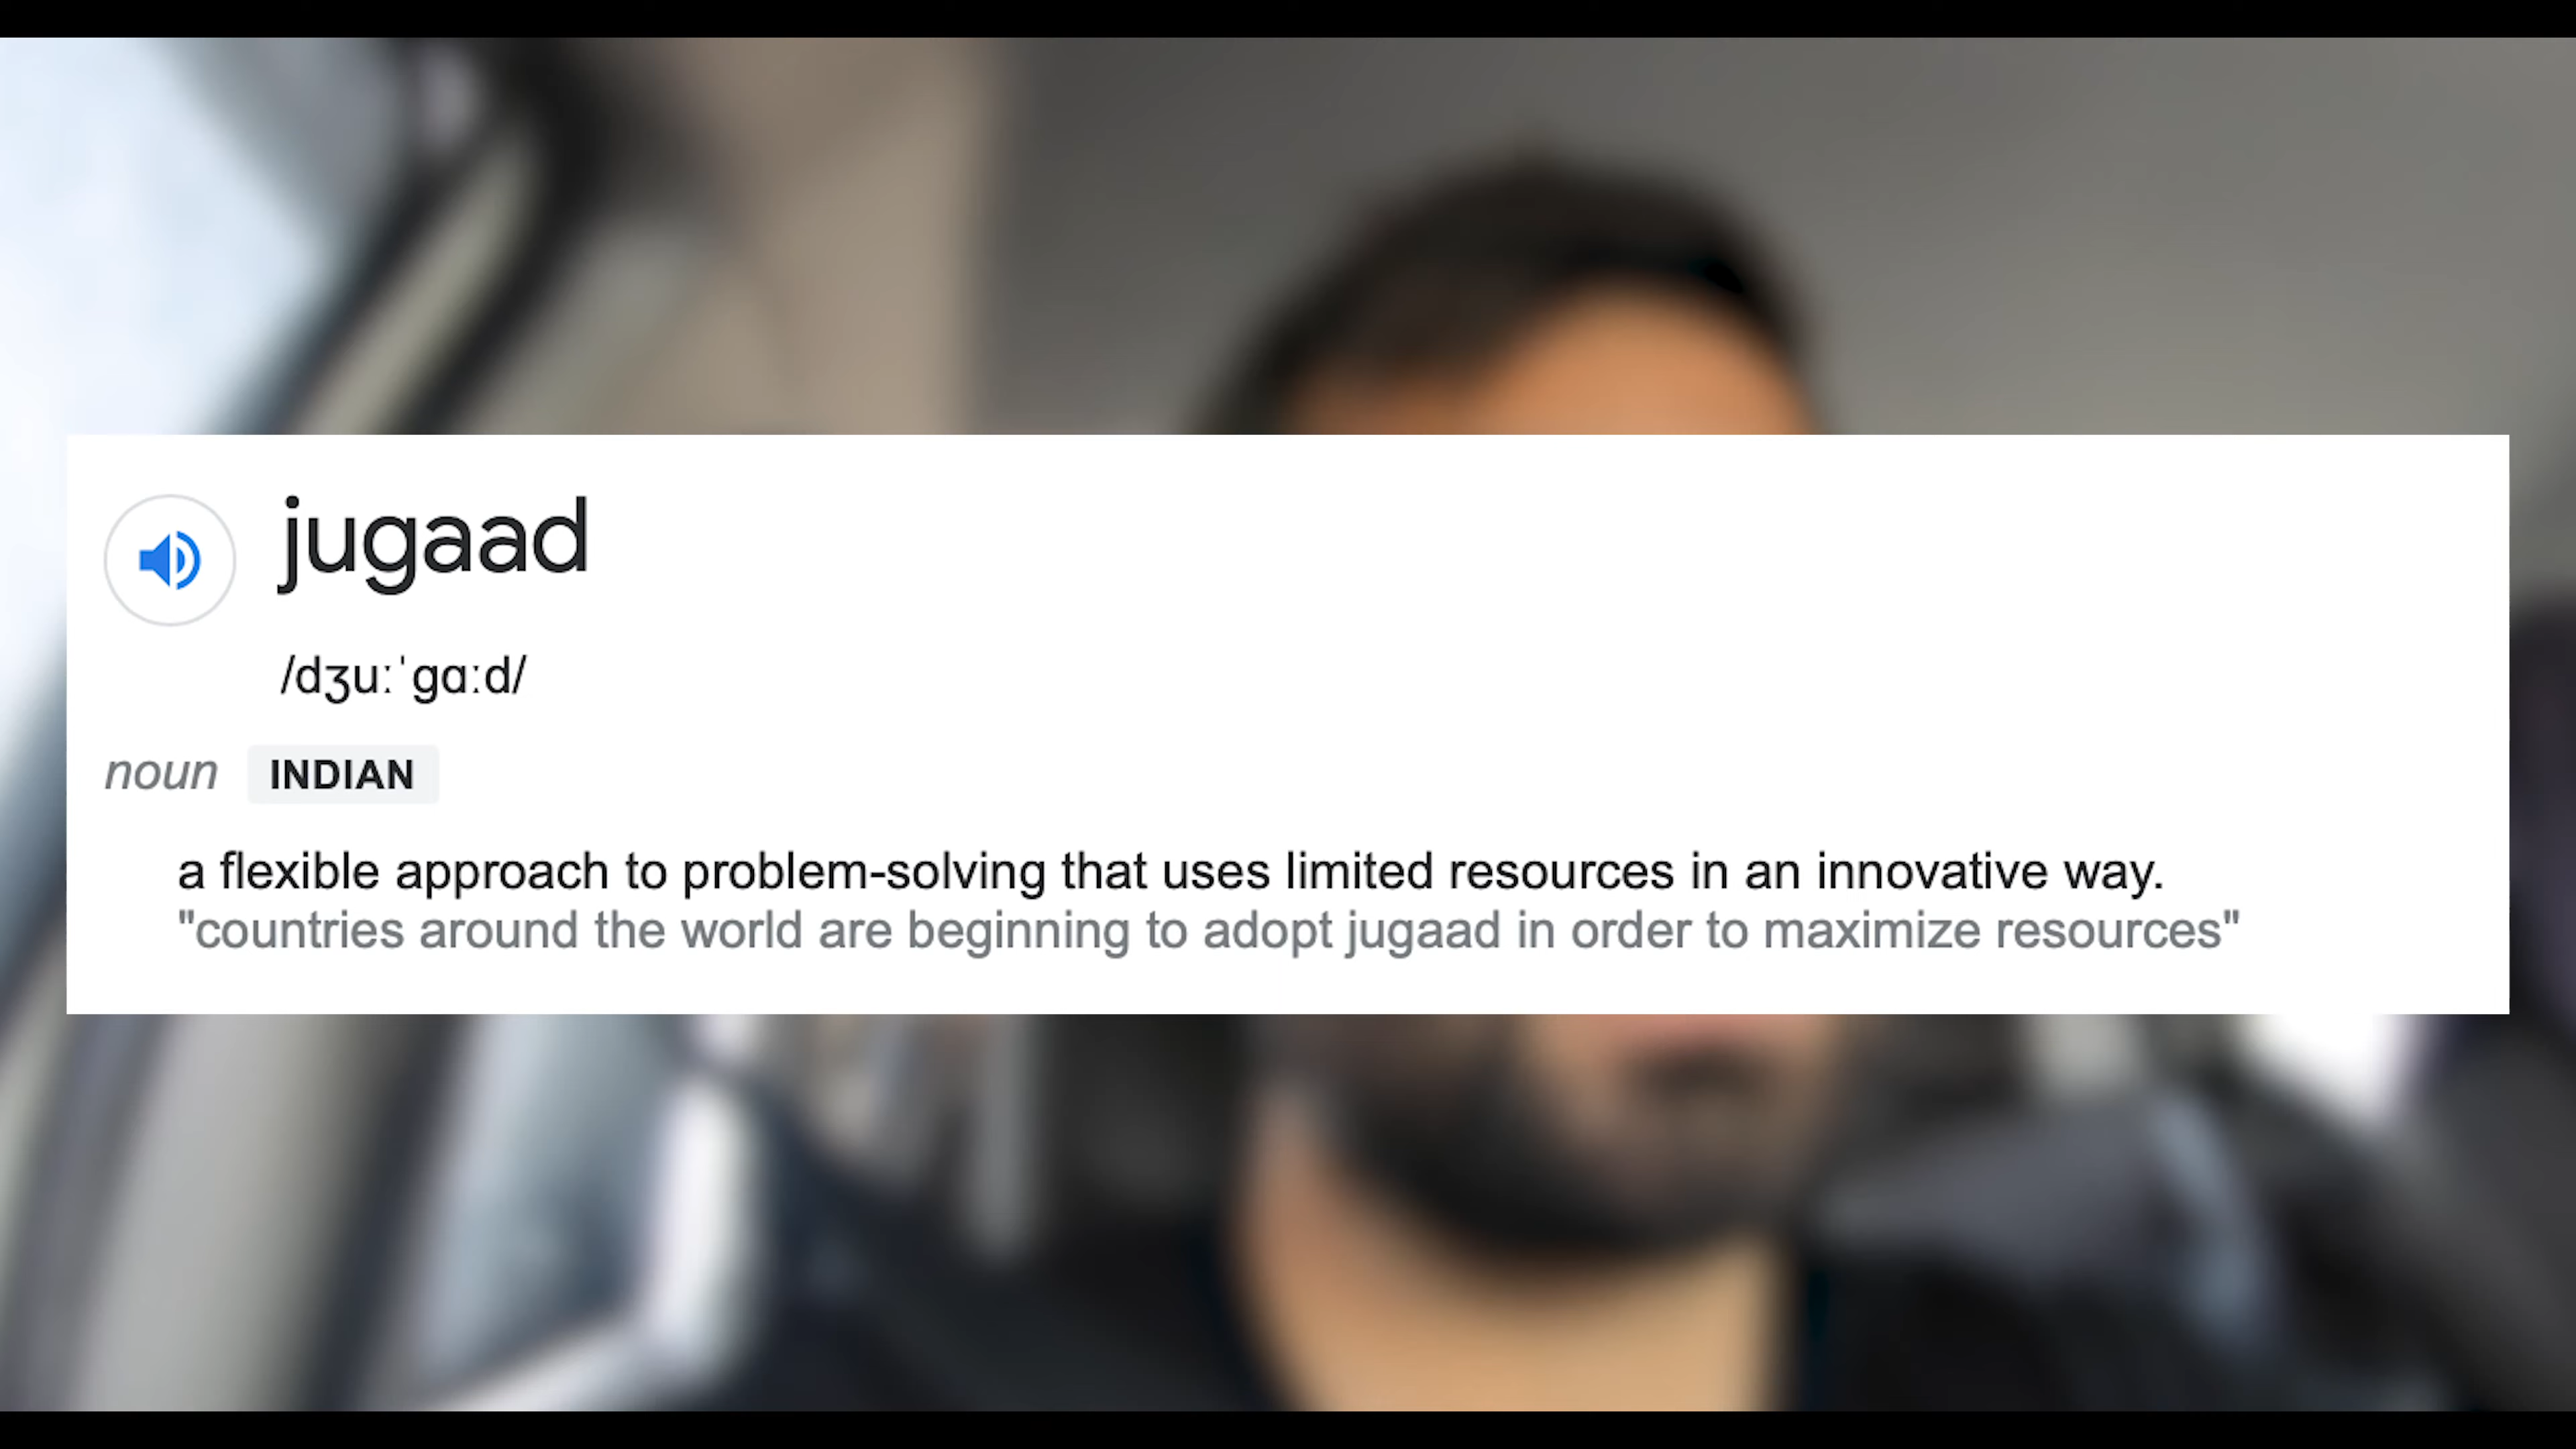 jugaad
/dʒuːˈɡɑːd/
noun INDIAN
a flexible approach to problem-solving that uses limited resources in an innovative way.
"countries around the world are beginning to adopt jugaad in order to maximize resources"